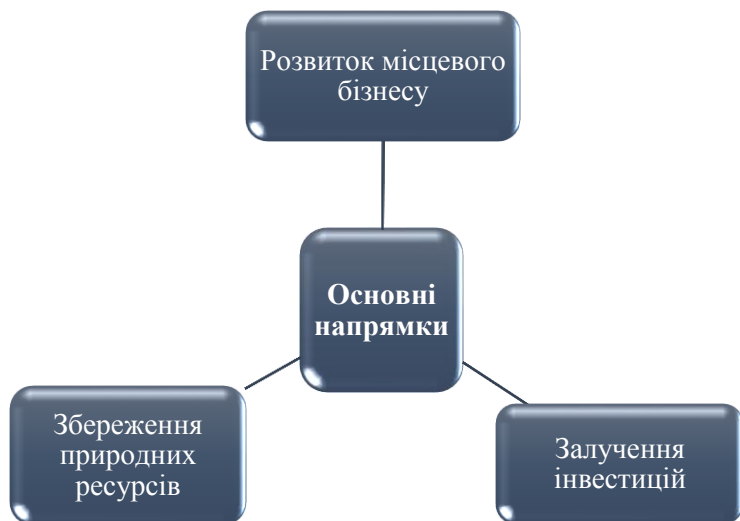 Розвиток місцевого
бізнесу
Основні
напрямки
Збереження
природних
ресурсів
Залучення
інвестицій